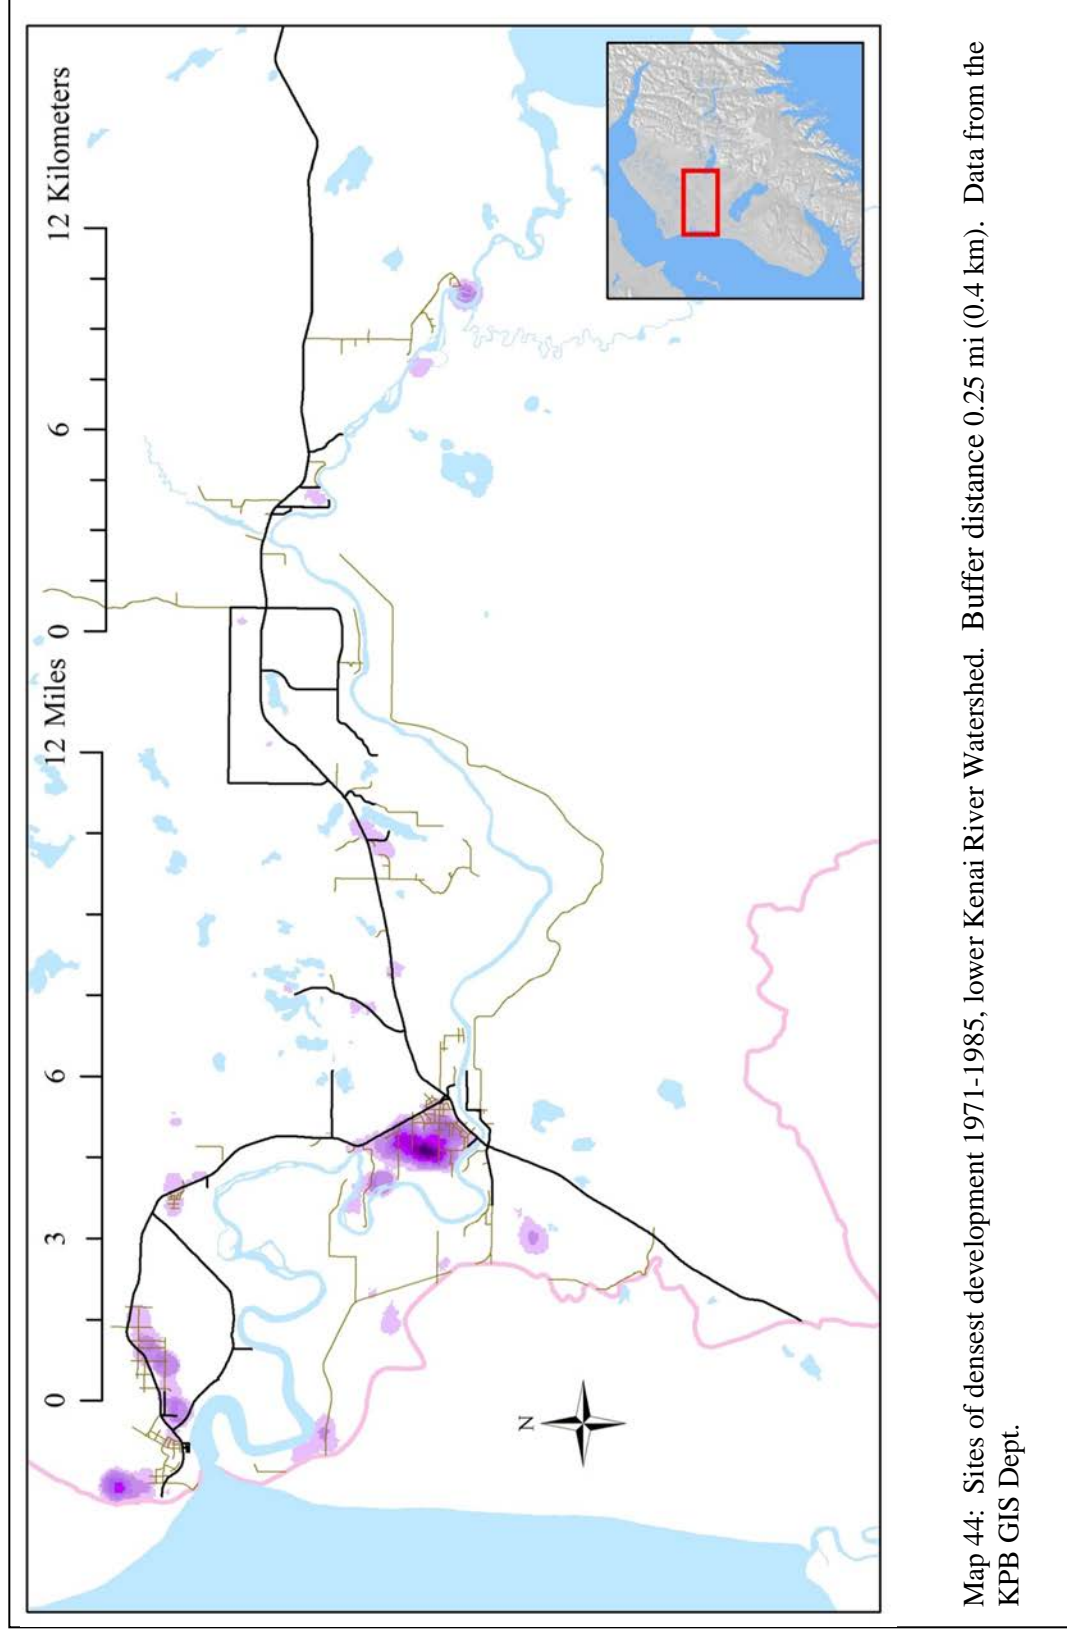 0 3 6 12 Miles 0 6 12 Kilometers
N
Map 44: Sites of densest development 1971-1985, lower Kenai River Watershed. Buffer distance 0.25 mi (0.4 km). Data from the
KPB GIS Dept.